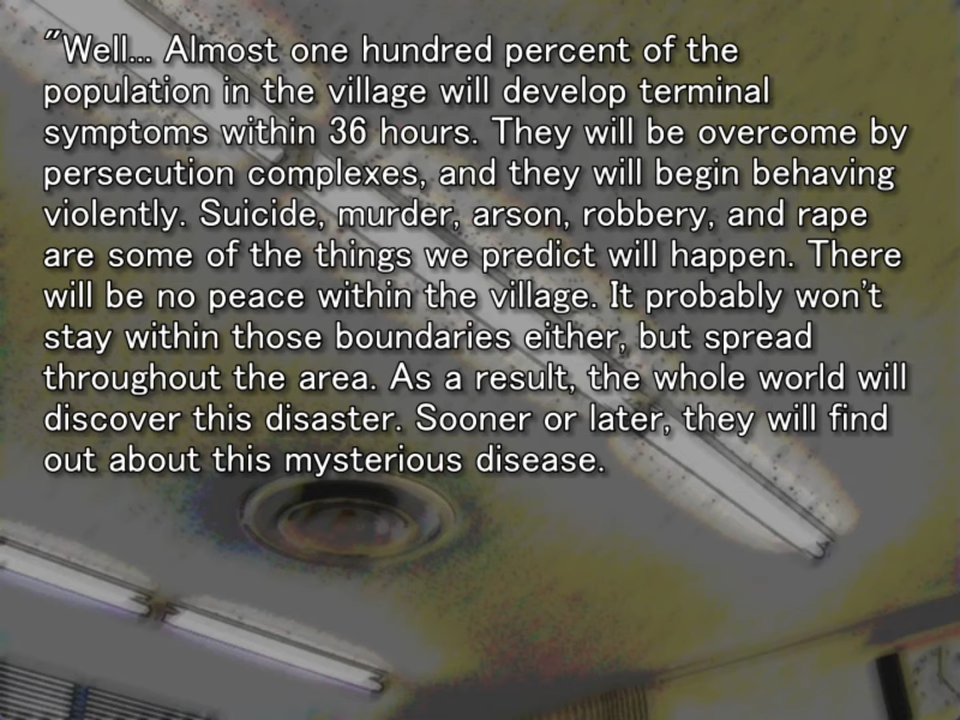 “Well... Almost one hundred percent of the
population in the village will develop terminal
symptoms within 36 hours. They will be overcome by
persecution complexes, and they will begin behaving
violently. Suicide, murder, arson, robbery, and rape
are some of the things we predict will happen. There
will be no peace within the village. It probably won't
stay within those boundaries either, but spread
throughout the area. As a result, the whole world will
discover this disaster. Sooner or later, they will find
out about this mysterious disease.